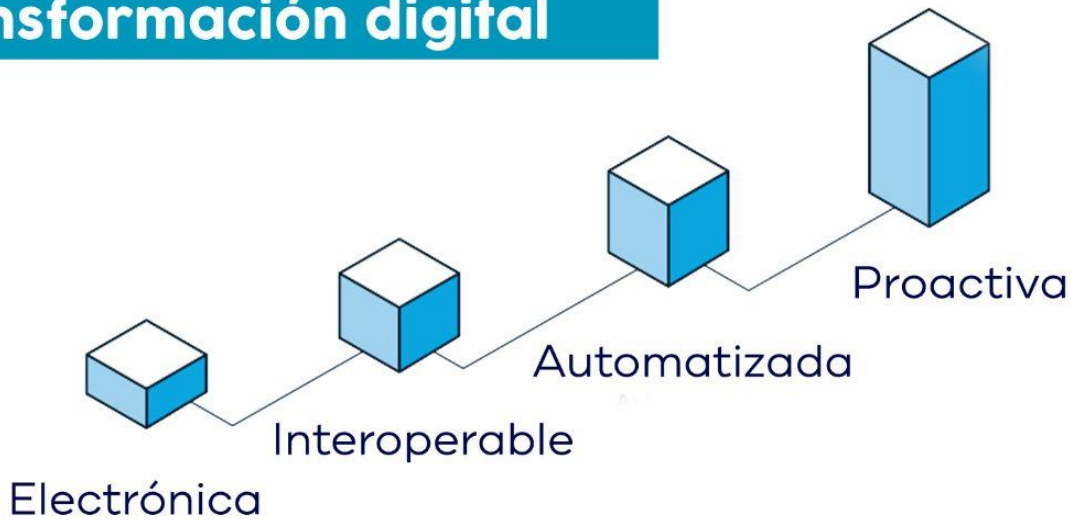 nsformación digital
Proactiva
Automatizada
Interoperable
Electrónica